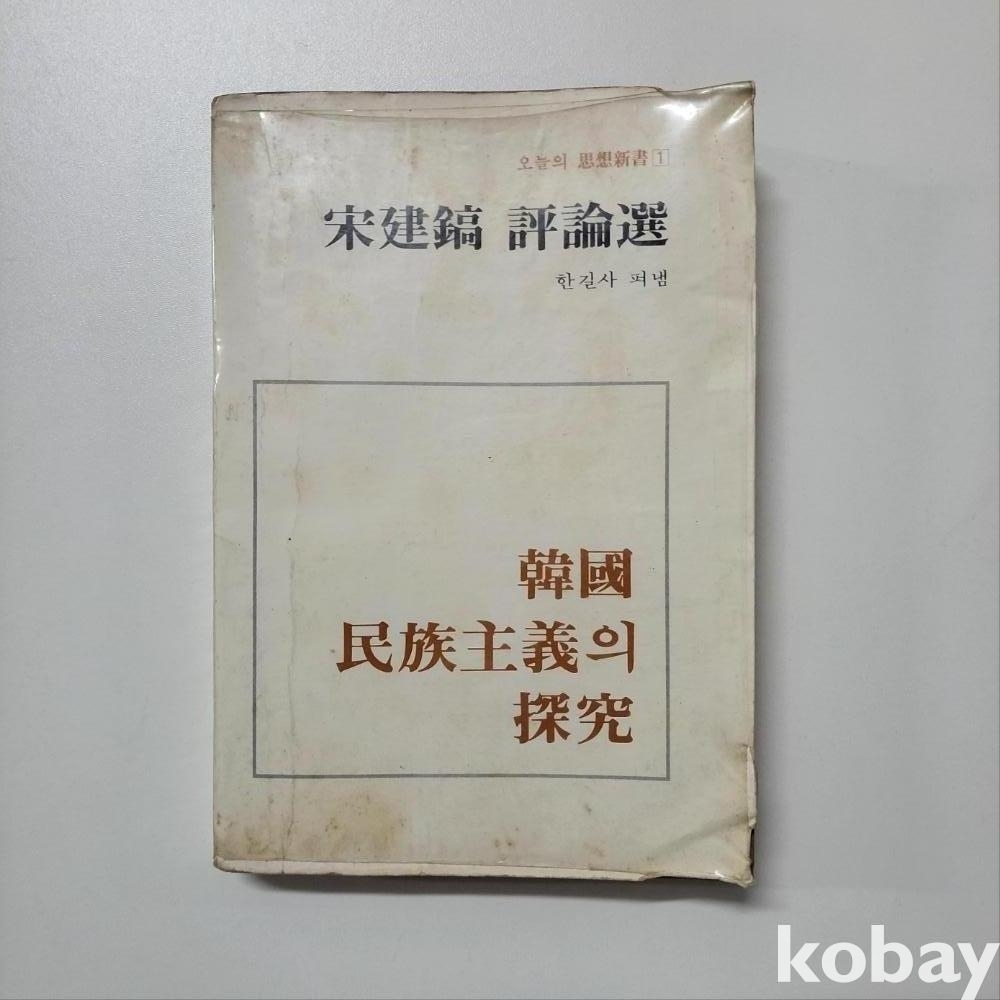 오늘의 思想新書 1
宋建鎬 評論選
한길사 펴냄
韓國
民族主義의
探究
kobay